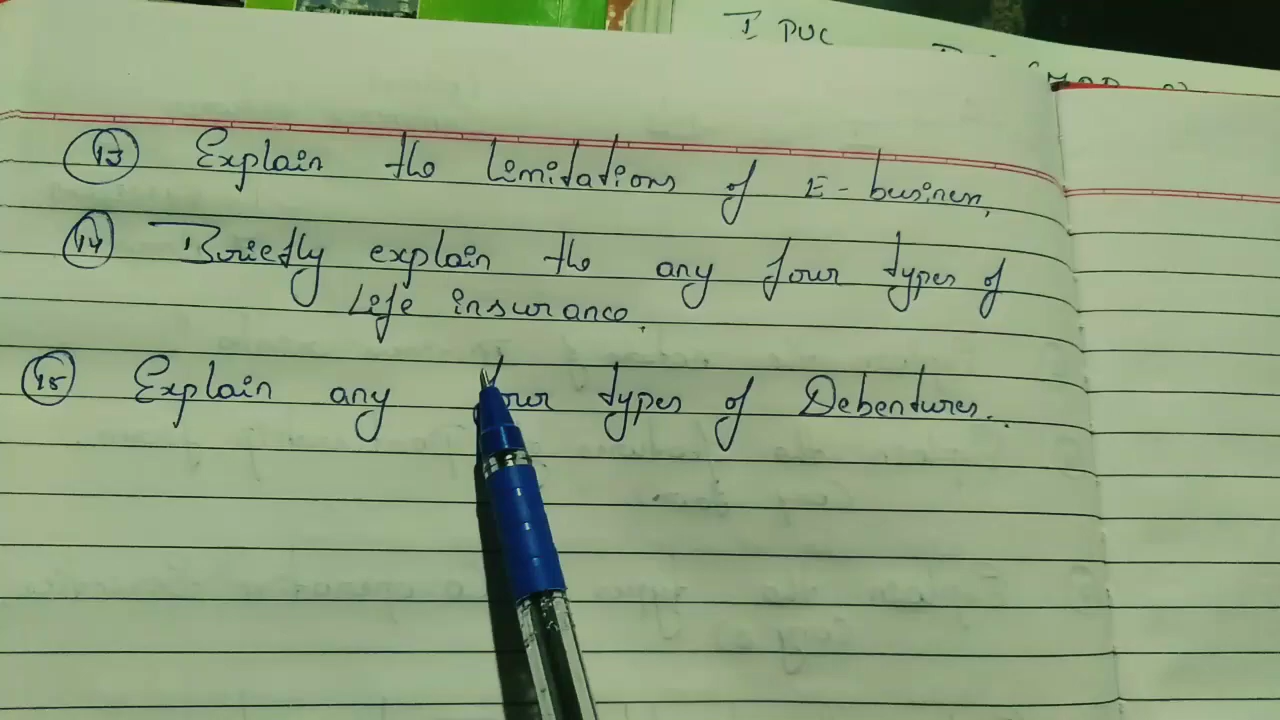 I PUC
13 Explain the limitations of E-business.
14 Briefly explain the any four types of
Life insurance.
15 Explain any four types of Debentures.